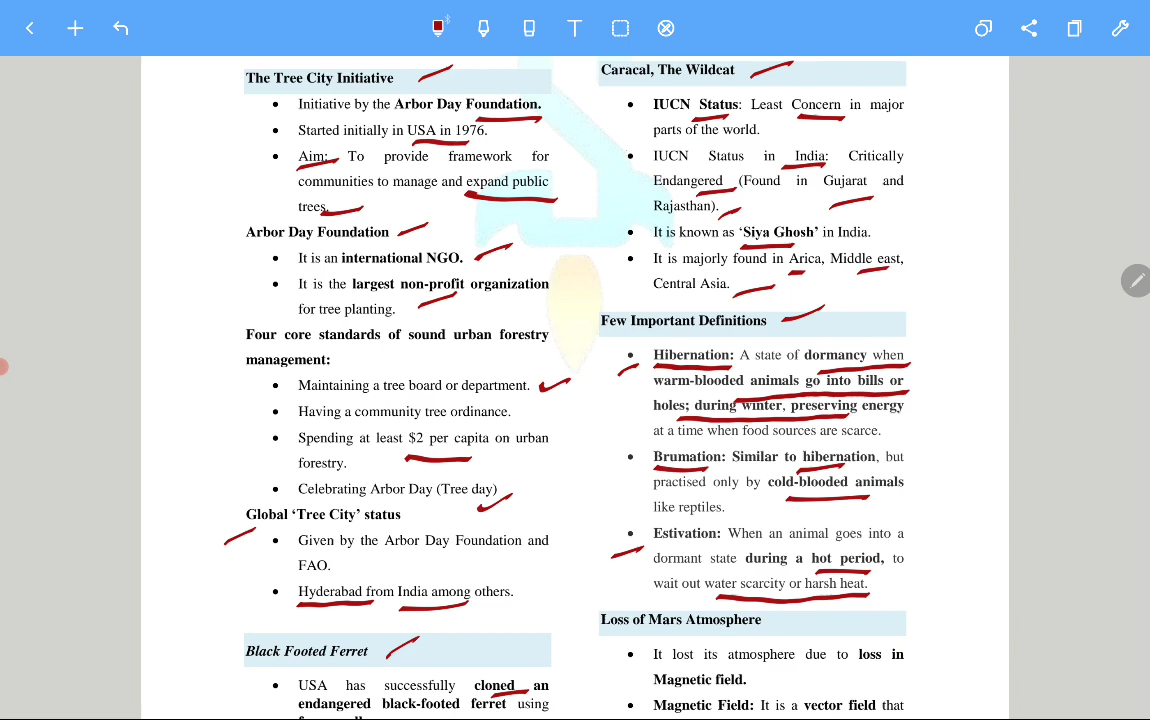 The Tree City Initiative
• Initiative by the Arbor Day Foundation.
• Started initially in USA in 1976.
• Aim: To provide framework for
communities to manage and expand public
trees.
Arbor Day Foundation
• It is an international NGO.
• It is the largest non-profit organization
for tree planting.
Four core standards of sound urban forestry
management:
• Maintaining a tree board or department.
• Having a community tree ordinance.
• Spending at least $2 per capita on urban
forestry.
• Celebrating Arbor Day (Tree day)
Global ‘Tree City’ status
• Given by the Arbor Day Foundation and
FAO.
• Hyderabad from India among others.
Black Footed Ferret
• USA has successfully cloned an
endangered black-footed ferret using
Caracal, The Wildcat
• IUCN Status: Least Concern in major
parts of the world.
• IUCN Status in India: Critically
Endangered (Found in Gujarat and
Rajasthan).
• It is known as ‘Siya Ghosh’ in India.
• It is majorly found in Arica, Middle east,
Central Asia.
Few Important Definitions
• Hibernation: A state of dormancy when
warm-blooded animals go into bills or
holes; during winter, preserving energy
at a time when food sources are scarce.
• Brumation: Similar to hibernation, but
practised only by cold-blooded animals
like reptiles.
• Estivation: When an animal goes into a
dormant state during a hot period, to
wait out water scarcity or harsh heat.
Loss of Mars Atmosphere
• It lost its atmosphere due to loss in
Magnetic field.
• Magnetic Field: It is a vector field that